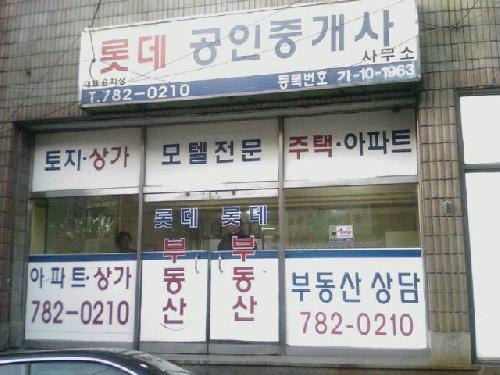 롯데 공인중개사
사무소
T.782-0210
등록번호 가-10-1963
토지·상가
모텔전문
주택·아파트
롯데 롯데
부동산
부동산
아파트·상가
782-0210
부동산 상담
782-0210